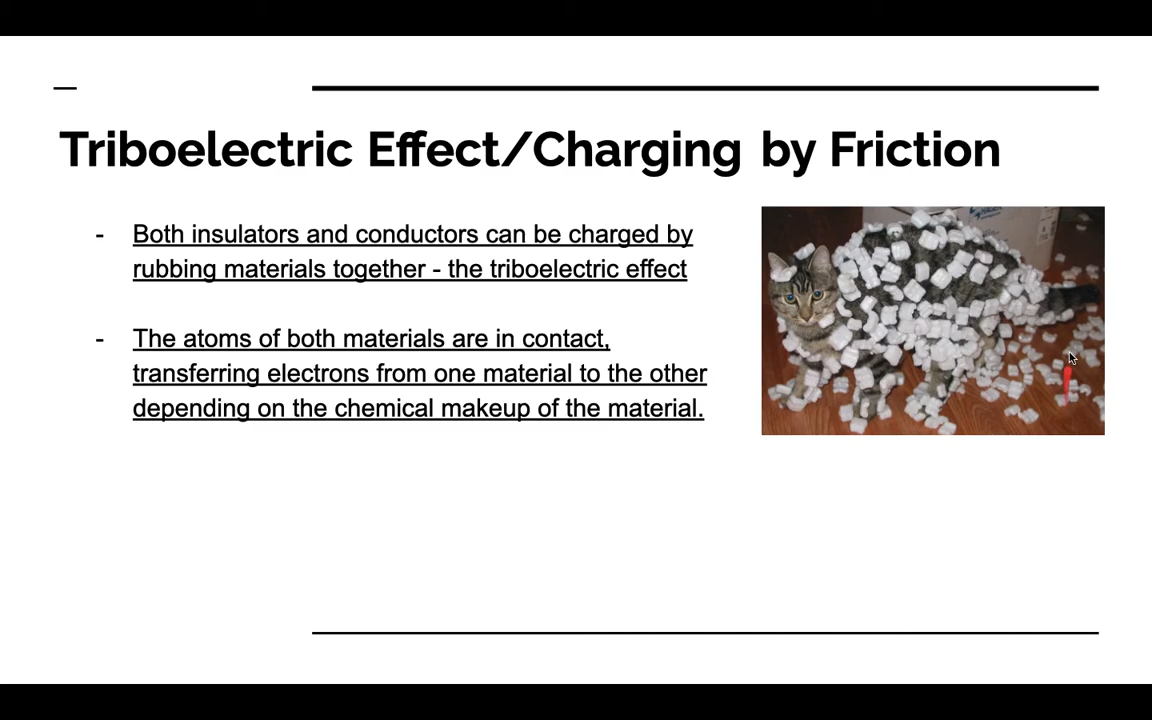 Triboelectric Effect/Charging by Friction
- Both insulators and conductors can be charged by
rubbing materials together - the triboelectric effect
- The atoms of both materials are in contact,
transferring electrons from one material to the other
depending on the chemical makeup of the material.